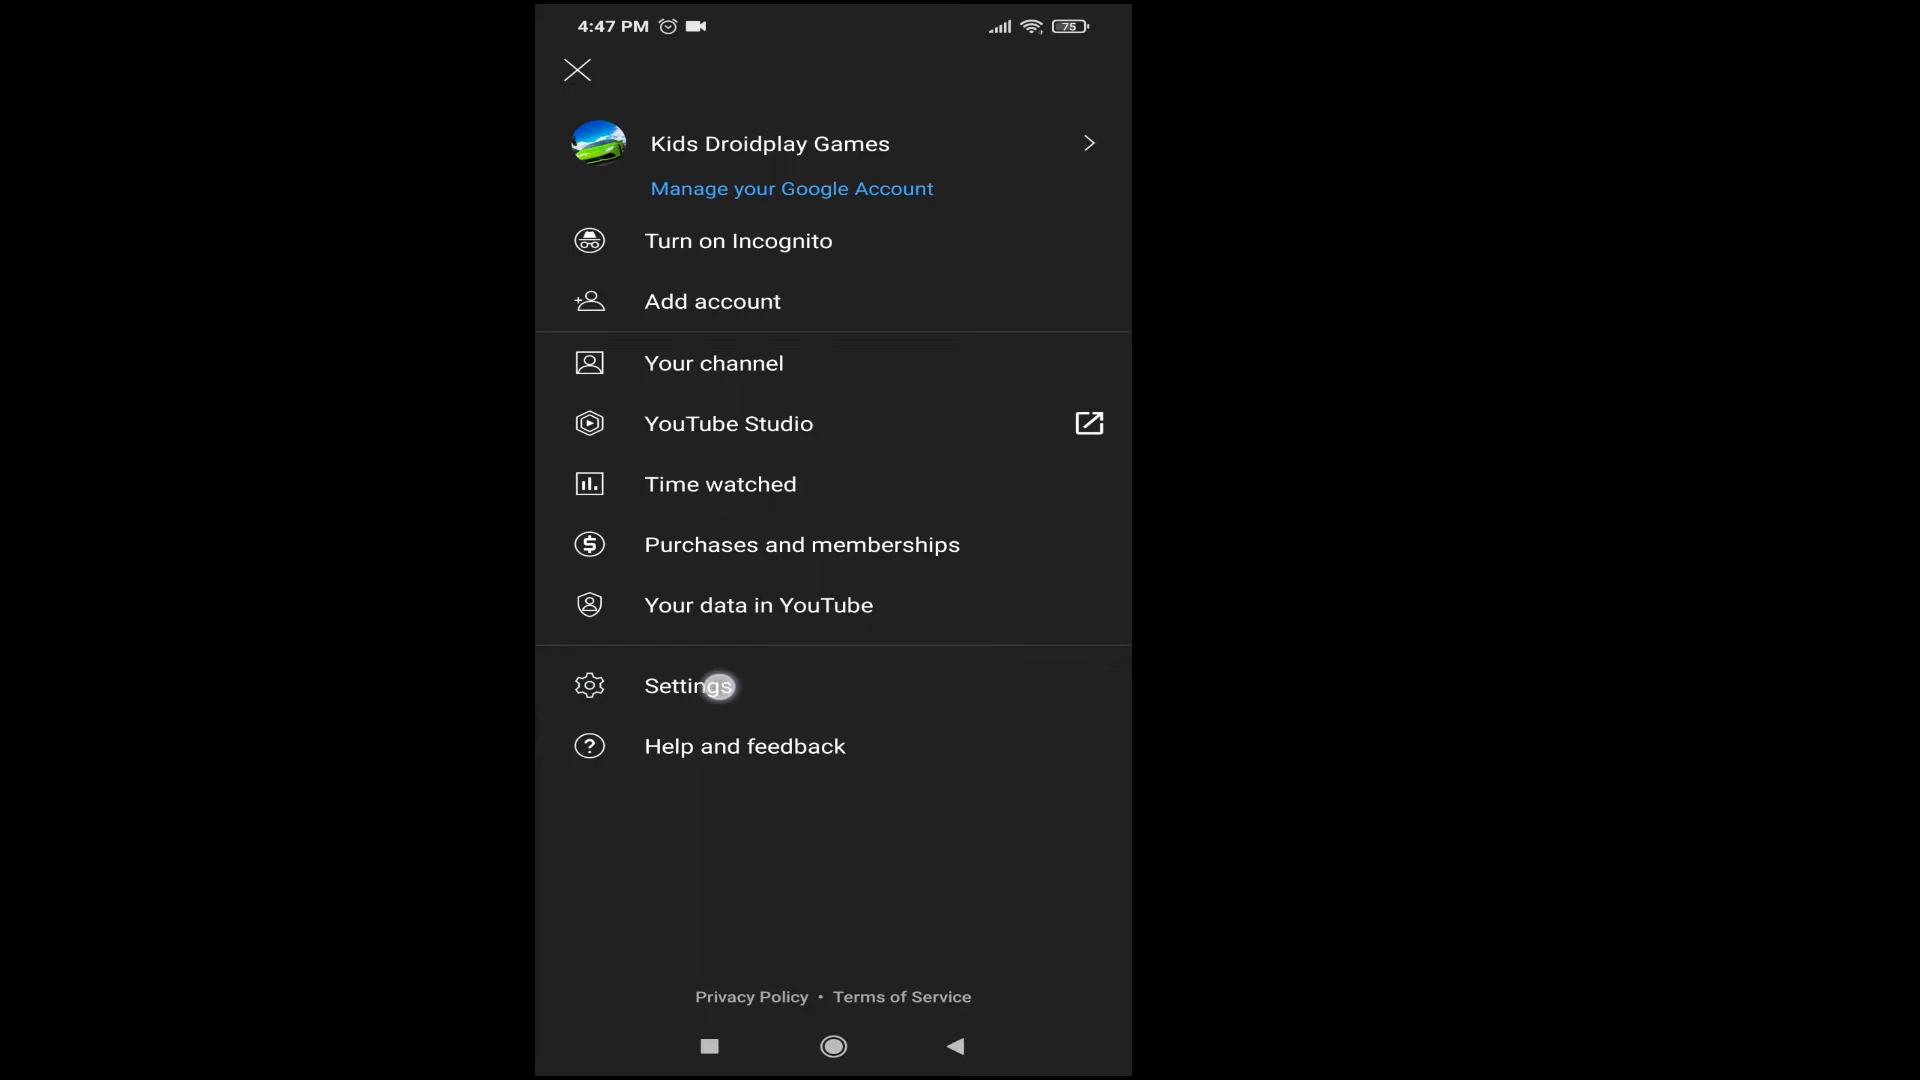 4:47 PM
75
Kids Droidplay Games
Manage your Google Account
Turn on Incognito
Add account
Your channel
YouTube Studio
Time watched
Purchases and memberships
Your data in YouTube
Settings
Help and feedback
Privacy Policy • Terms of Service